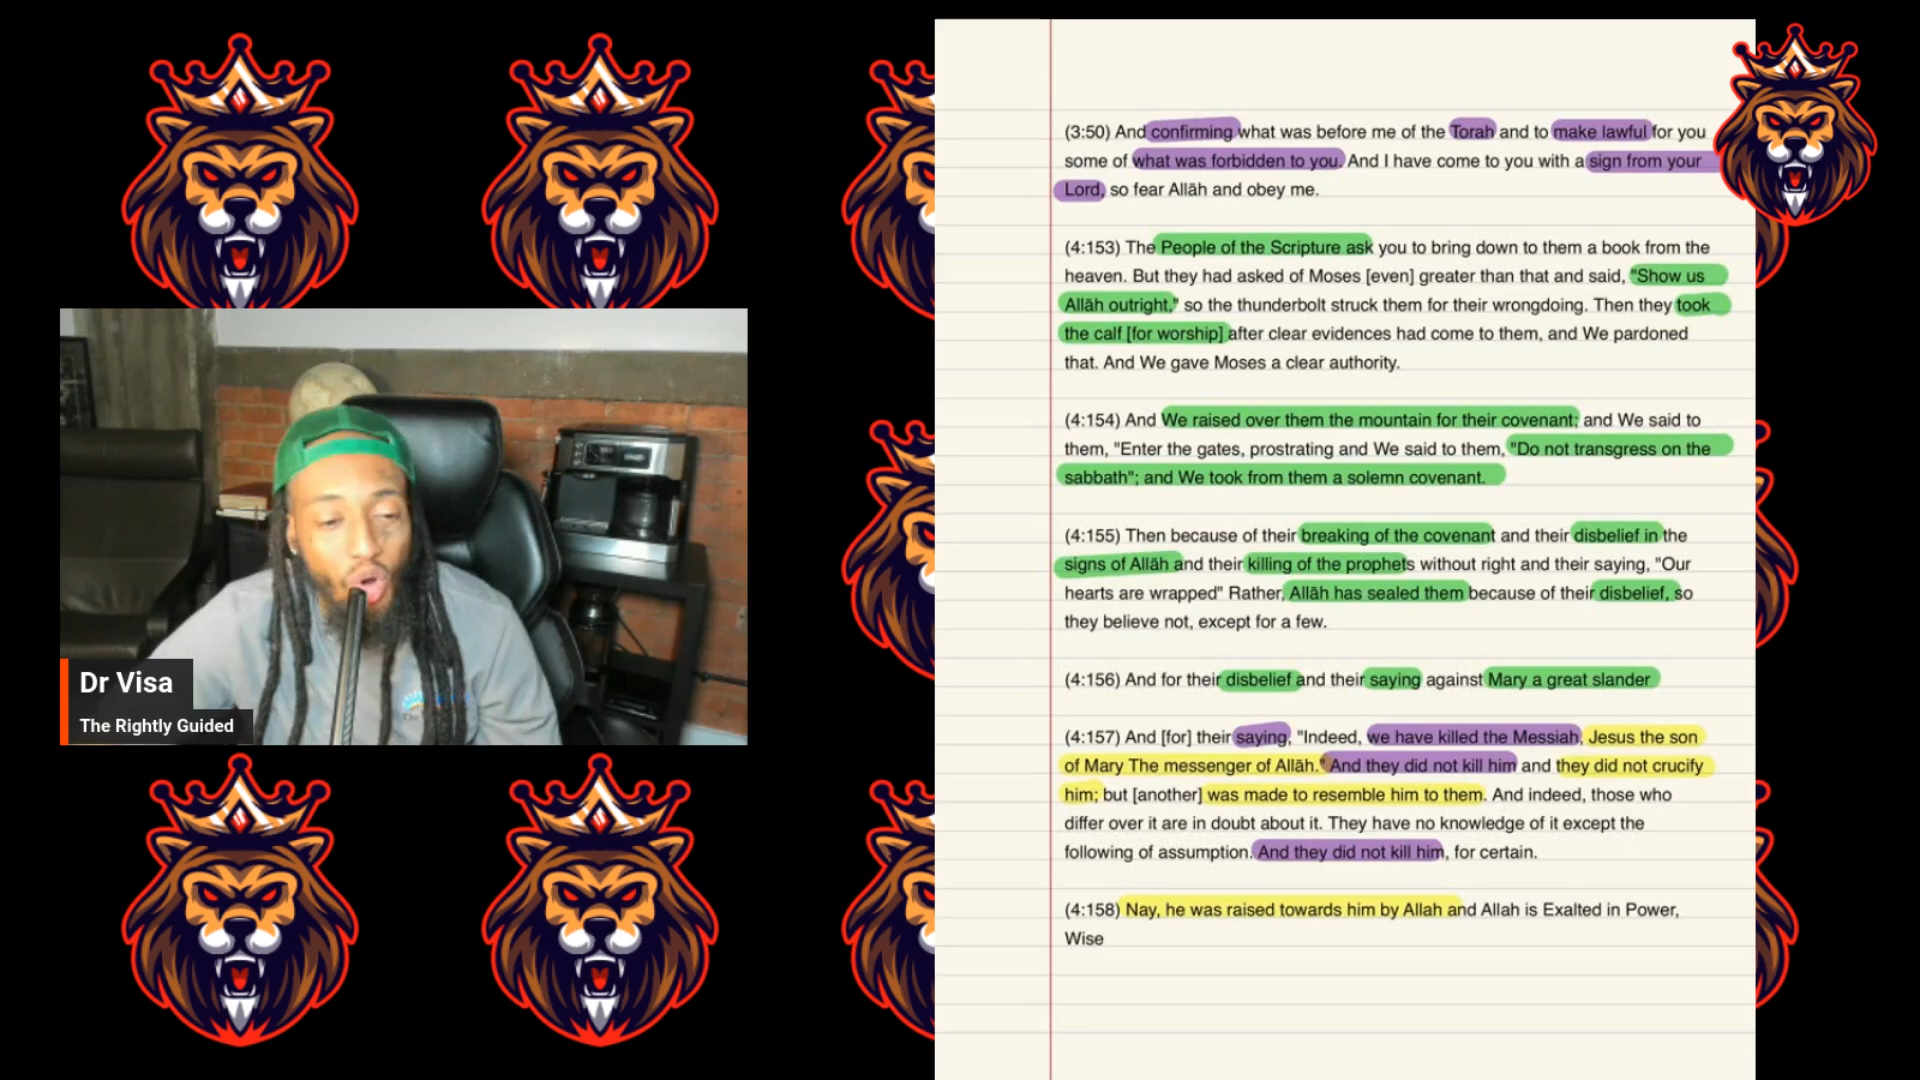 (3:50) And confirming what was before me of the Torah and to make lawful for you
some of what was forbidden to you. And I have come to you with a sign from your
Lord, so fear Allāh and obey me.
(4:153) The People of the Scripture ask you to bring down to them a book from the
heaven. But they had asked of Moses [even] greater than that and said, "Show us
Allāh outright," so the thunderbolt struck them for their wrongdoing. Then they took
the calf [for worship] after clear evidences had come to them, and We pardoned
that. And We gave Moses a clear authority.
(4:154) And We raised over them the mountain for their covenant; and We said to
them, "Enter the gates, prostrating and We said to them, "Do not transgress on the
sabbath"; and We took from them a solemn covenant.
(4:155) Then because of their breaking of the covenant and their disbelief in the
signs of Allāh and their killing of the prophets without right and their saying, "Our
hearts are wrapped" Rather, Allāh has sealed them because of their disbelief, so
they believe not, except for a few.
(4:156) And for their disbelief and their saying against Mary a great slander
(4:157) And [for] their saying, "Indeed, we have killed the Messiah, Jesus the son
of Mary The messenger of Allāh." And they did not kill him and they did not crucify
him; but [another] was made to resemble him to them. And indeed, those who
differ over it are in doubt about it. They have no knowledge of it except the
following of assumption. And they did not kill him, for certain.
(4:158) Nay, he was raised towards him by Allah and Allah is Exalted in Power,
Wise
Dr Visa
The Rightly Guided